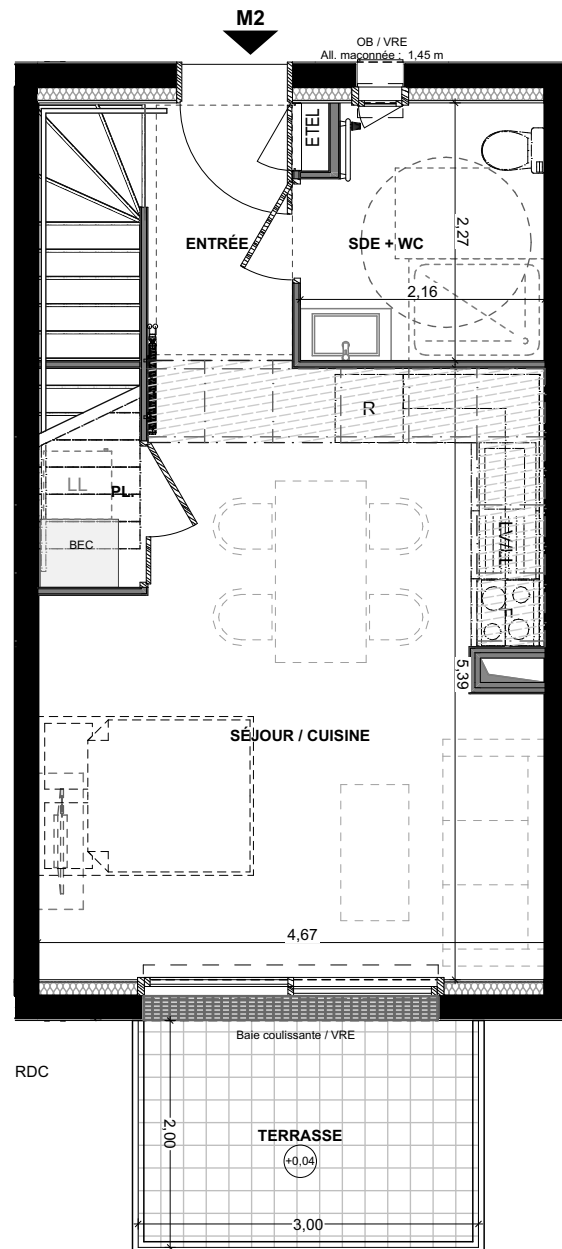 M2
OB / VRE
All. maçonnée : 1,45 m
ETEL
ENTRÉE
SDE + WC
2,27
2,16
R
LL
PL.
BEC
LV/LL
5,39
SÉJOUR / CUISINE
4,67
Baie coulissante / VRE
RDC
2,00
TERRASSE
+0,04
3,00